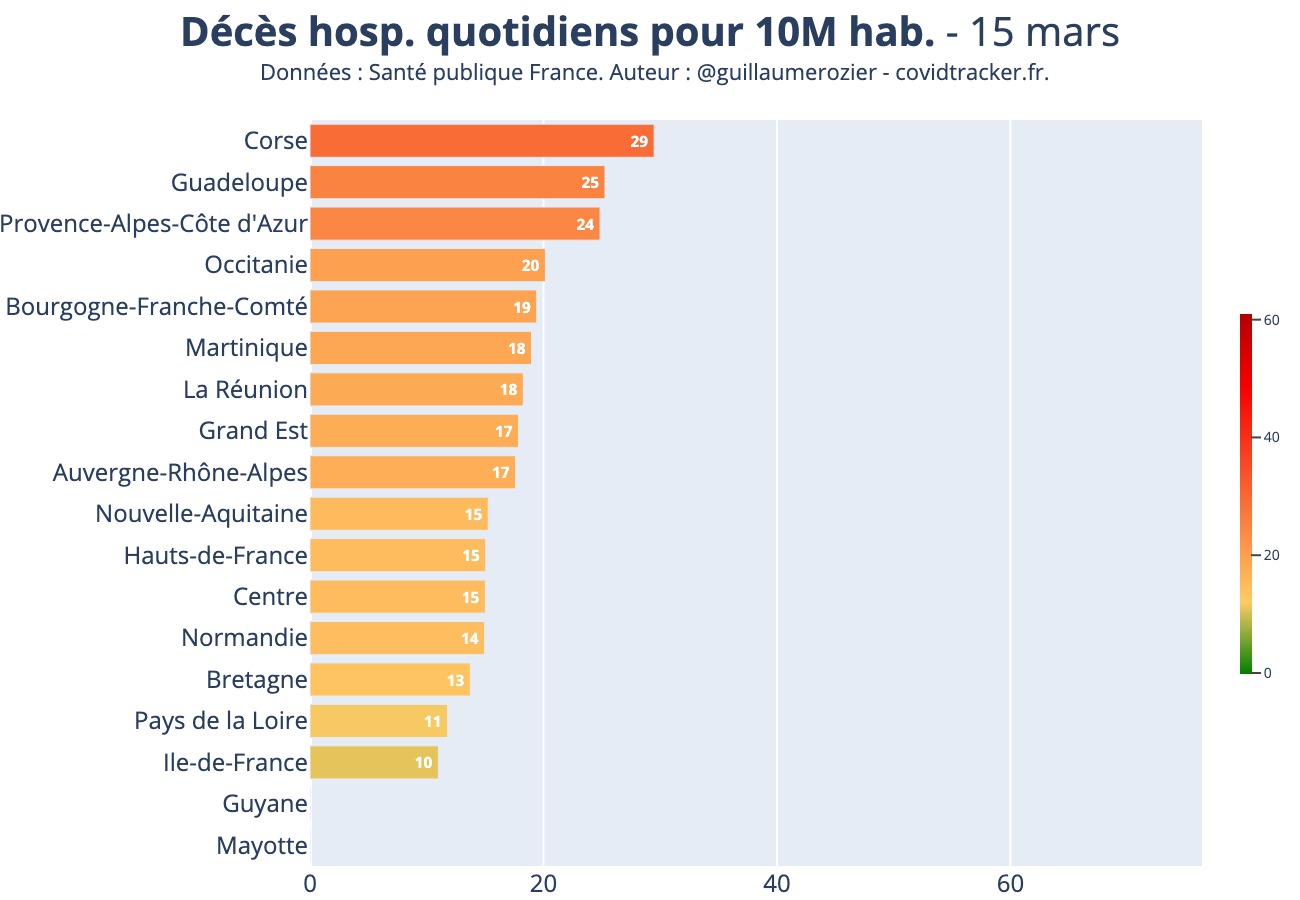 Décès hosp. quotidiens pour 10M hab. - 15 mars
Données : Santé publique France. Auteur : @guillaumerozier - covidtracker.fr.
Corse 29
Guadeloupe 25
Provence-Alpes-Côte d'Azur 24
Occitanie 20
Bourgogne-Franche-Comté 19
Martinique 18
La Réunion 18
Grand Est 17
Auvergne-Rhône-Alpes 17
Nouvelle-Aquitaine 15
Hauts-de-France 15
Centre 15
Normandie 14
Bretagne 13
Pays de la Loire 11
Ile-de-France 10
Guyane
Mayotte
0 20 40 60
60
40
20
0